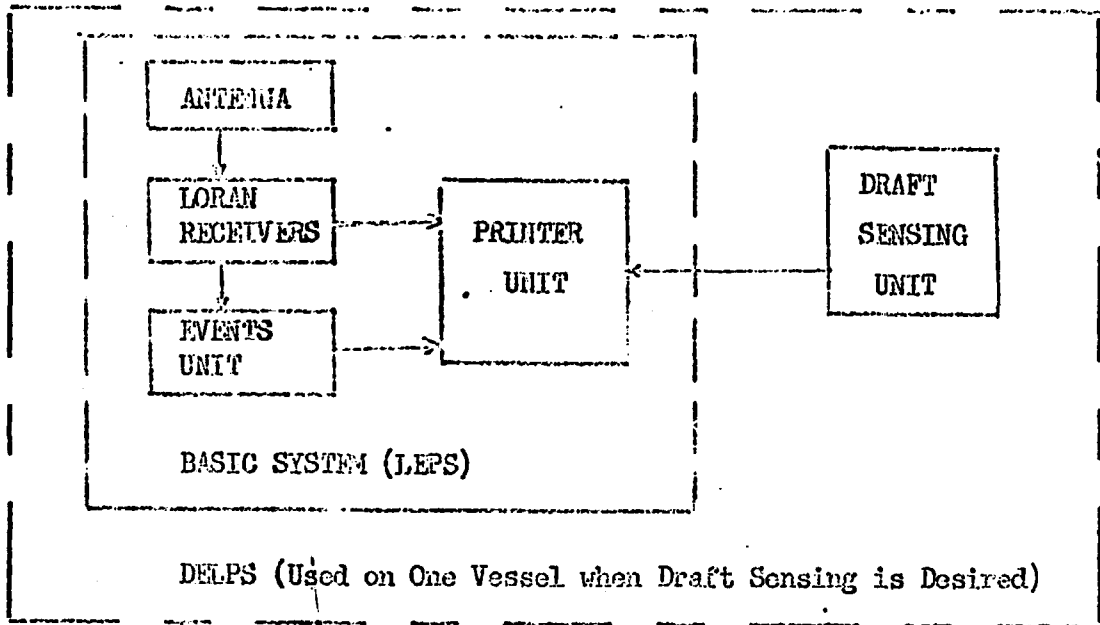 ANTENNA
LORAN
RECEIVERS
EVENTS
UNIT
PRINTER
UNIT
DRAFT
SENSING
UNIT
BASIC SYSTEM (LEPS)
DELPS (Used on One Vessel when Draft Sensing is Desired)